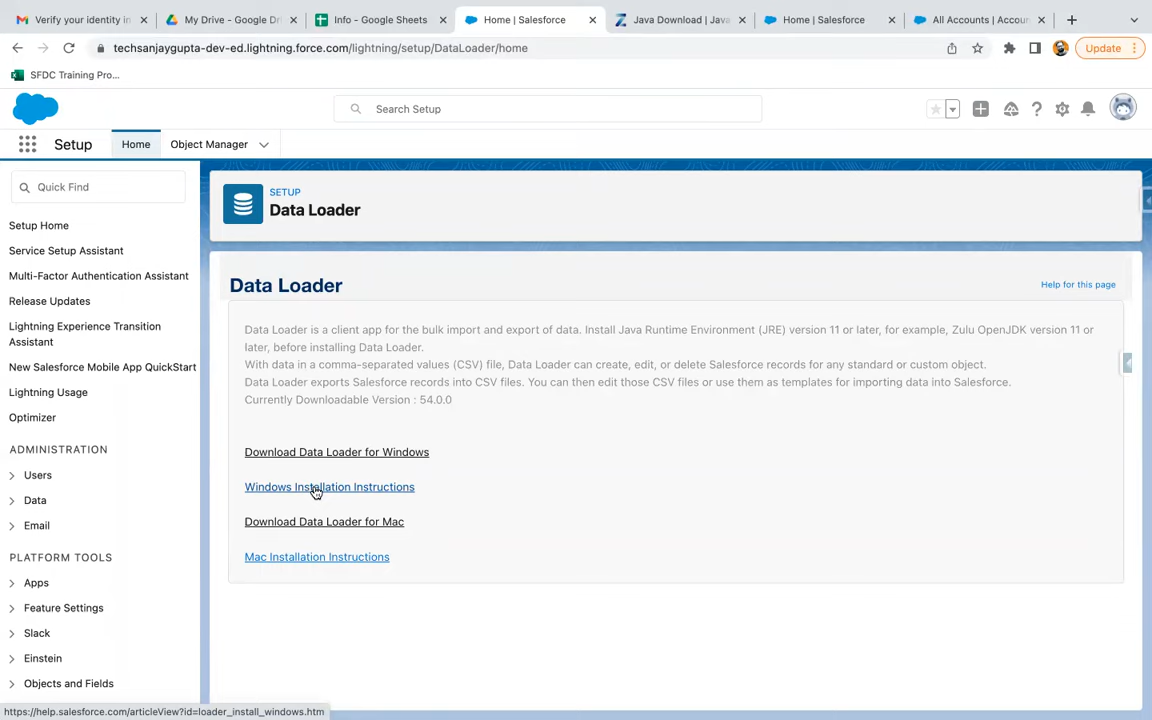 Verify your identity in
My Drive - Google Dri
Info - Google Sheets
Home | Salesforce
Java Download | Java
Home | Salesforce
All Accounts | Accoun
techsanjaygupta-dev-ed.lightning.force.com/lightning/setup/DataLoader/home
Update
SFDC Training Pro...
Search Setup
Setup
Home
Object Manager
Quick Find
Setup Home
Service Setup Assistant
Multi-Factor Authentication Assistant
Release Updates
Lightning Experience Transition
Assistant
New Salesforce Mobile App QuickStart
Lightning Usage
Optimizer
ADMINISTRATION
Users
Data
Email
PLATFORM TOOLS
Apps
Feature Settings
Slack
Einstein
Objects and Fields
SETUP
Data Loader
Data Loader
Help for this page
Data Loader is a client app for the bulk import and export of data. Install Java Runtime Environment (JRE) version 11 or later, for example, Zulu OpenJDK version 11 or
later, before installing Data Loader.
With data in a comma-separated values (CSV) file, Data Loader can create, edit, or delete Salesforce records for any standard or custom object.
Data Loader exports Salesforce records into CSV files. You can then edit those CSV files or use them as templates for importing data into Salesforce.
Currently Downloadable Version : 54.0.0
Download Data Loader for Windows
Windows Installation Instructions
Download Data Loader for Mac
Mac Installation Instructions
https://help.salesforce.com/articleView?id=loader_install_windows.htm